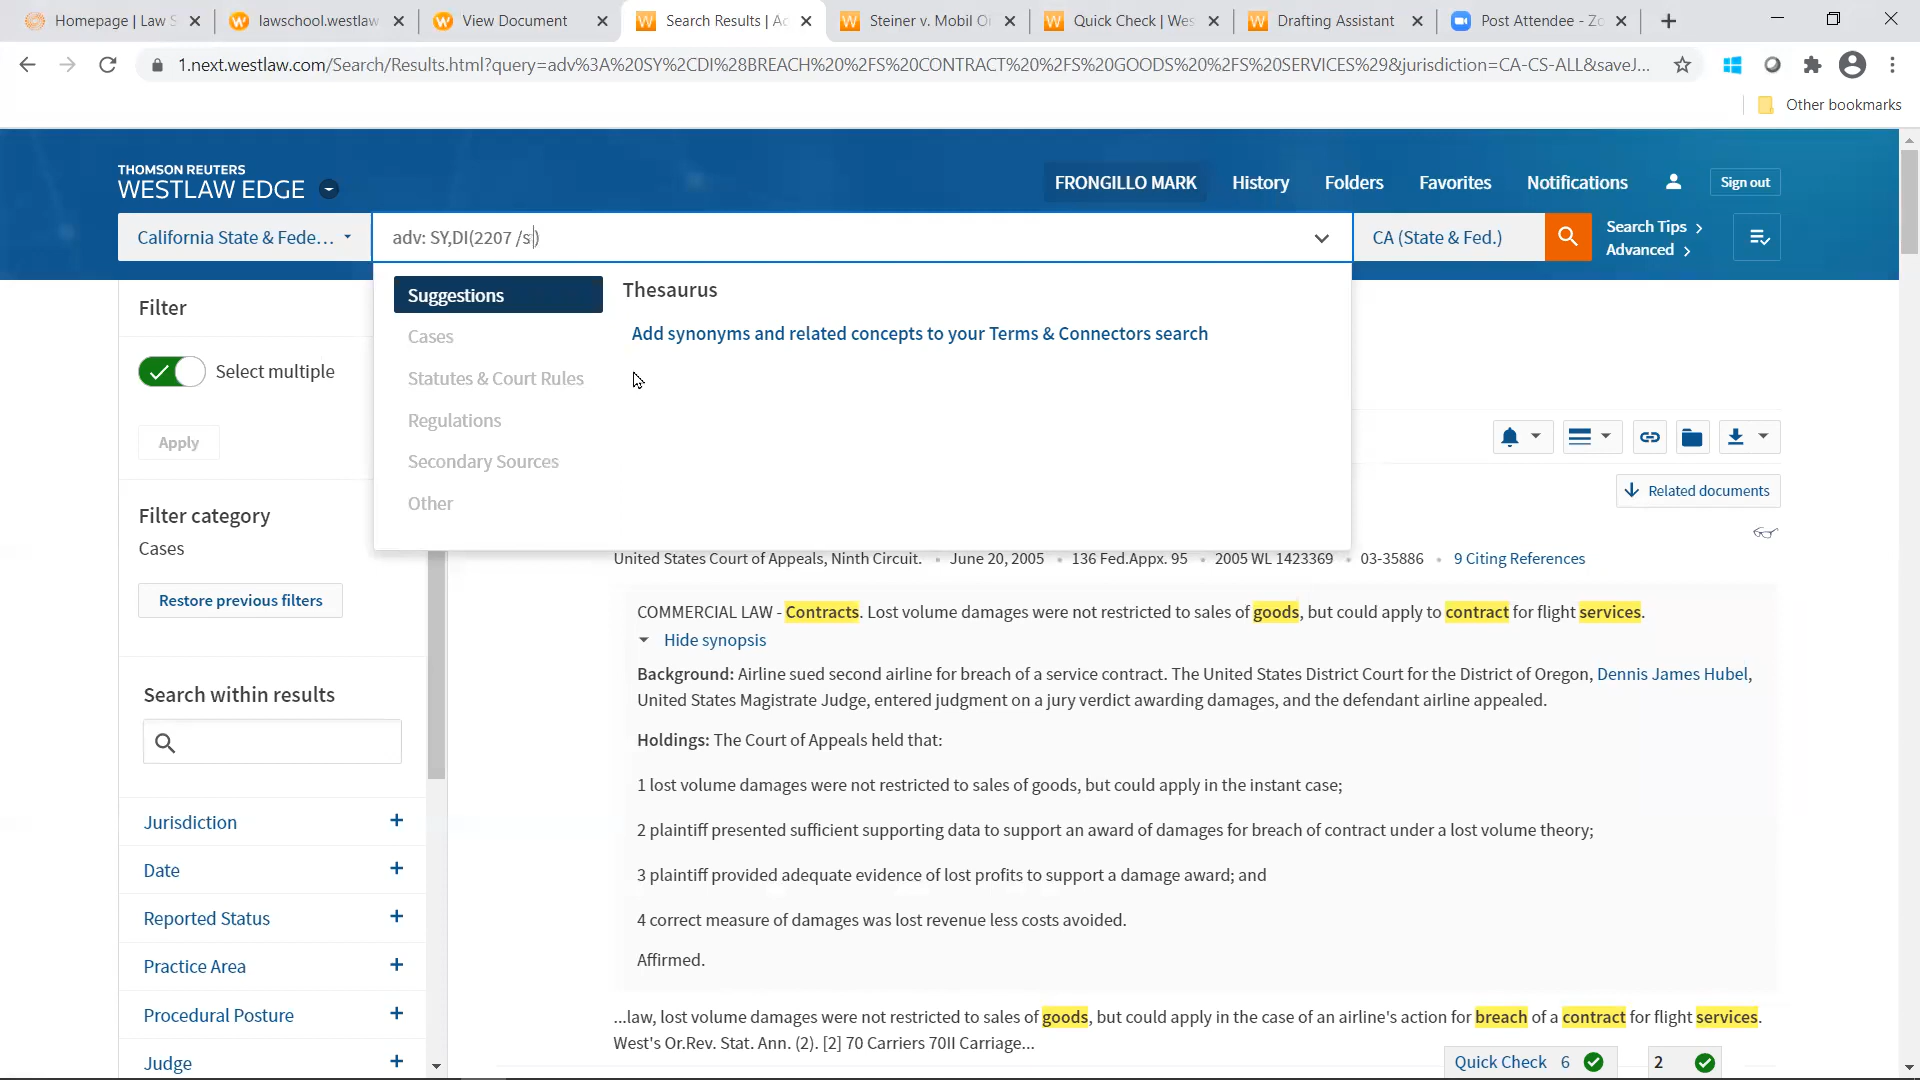 Homepage | Law S
lawschool.westlaw
View Document
Search Results | Ad
Steiner v. Mobil Oi
Quick Check | Wes
Drafting Assistant
Post Attendee - Zo
1.next.westlaw.com/Search/Results.html?query=adv%3A%20SY%2CDI%28BREACH%20%2FS%20CONTRACT%20%2FS%20GOODS%20%2FS%20SERVICES%29&jurisdiction=CA-CS-ALL&saveJ...
Other bookmarks
THOMSON REUTERS
WESTLAW EDGE
FRONGILLO MARK
History
Folders
Favorites
Notifications
Sign out
California State & Fede...
adv: SY,DI(2207 /s)
CA (State & Fed.)
Search Tips
Advanced
Filter
Select multiple
Apply
Filter category
Cases
Restore previous filters
Search within results
Jurisdiction
Date
Reported Status
Practice Area
Procedural Posture
Judge
Suggestions
Cases
Statutes & Court Rules
Regulations
Secondary Sources
Other
Thesaurus
Add synonyms and related concepts to your Terms & Connectors search
Related documents
United States Court of Appeals, Ninth Circuit. • June 20, 2005 • 136 Fed.Appx. 95 • 2005 WL 1423369 • 03-35886 • 9 Citing References
COMMERCIAL LAW - Contracts. Lost volume damages were not restricted to sales of goods, but could apply to contract for flight services.
Hide synopsis
Background: Airline sued second airline for breach of a service contract. The United States District Court for the District of Oregon, Dennis James Hubel,
United States Magistrate Judge, entered judgment on a jury verdict awarding damages, and the defendant airline appealed.
Holdings: The Court of Appeals held that:
1 lost volume damages were not restricted to sales of goods, but could apply in the instant case;
2 plaintiff presented sufficient supporting data to support an award of damages for breach of contract under a lost volume theory;
3 plaintiff provided adequate evidence of lost profits to support a damage award; and
4 correct measure of damages was lost revenue less costs avoided.
Affirmed.
...law, lost volume damages were not restricted to sales of goods, but could apply in the case of an airline's action for breach of a contract for flight services.
West's Or.Rev. Stat. Ann. (2). [2] 70 Carriers 70II Carriage...
Quick Check 6
2